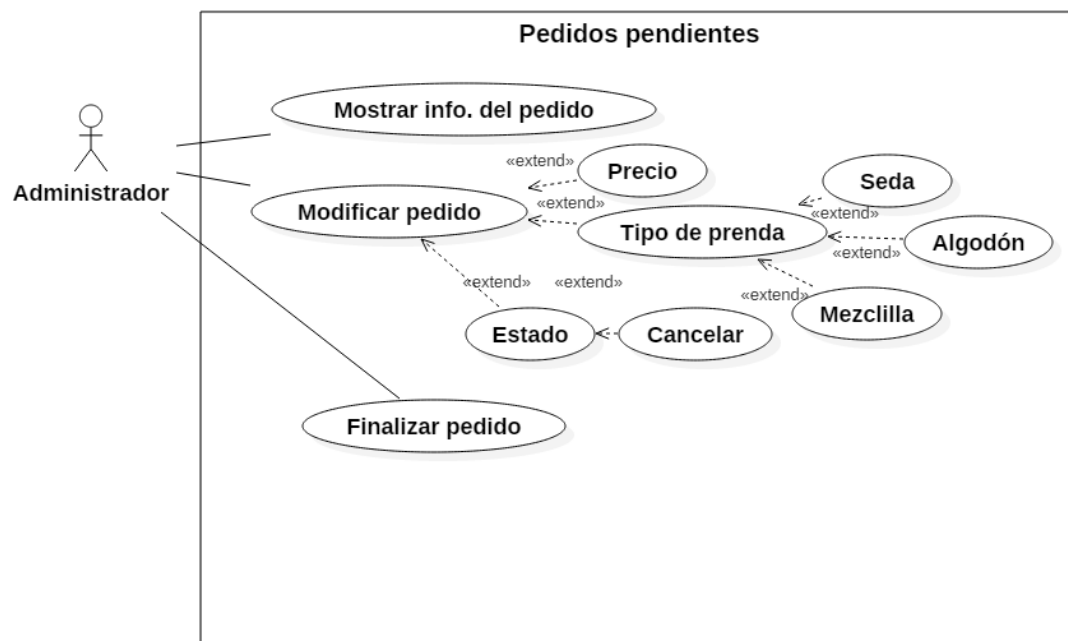 Pedidos pendientes
Mostrar info. del pedido
Administrador
«extend»
Precio
Seda
Modificar pedido
«extend»
Tipo de prenda
«extend»
Algodón
«extend»
«extend»
«extend»
«extend»
Mezclilla
Estado
Cancelar
Finalizar pedido